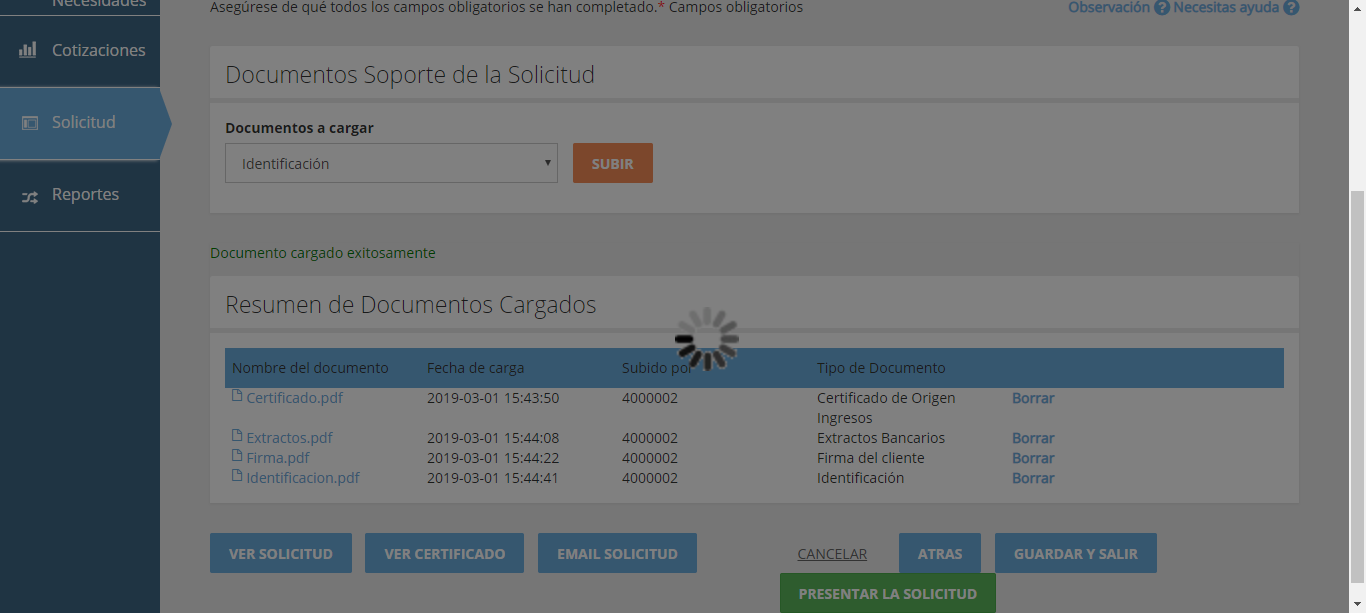 Necesidades
Asegúrese de qué todos los campos obligatorios se han completado.* Campos obligatorios
Observación ? Necesitas ayuda ?
Cotizaciones
Solicitud
Reportes
Documentos Soporte de la Solicitud
Documentos a cargar
Identificación
SUBIR
Documento cargado exitosamente
Resumen de Documentos Cargados
Nombre del documento Fecha de carga Subido por Tipo de Documento
Certificado.pdf 2019-03-01 15:43:50 4000002 Certificado de Origen Borrar
Ingresos
Extractos.pdf 2019-03-01 15:44:08 4000002 Extractos Bancarios Borrar
Firma.pdf 2019-03-01 15:44:22 4000002 Firma del cliente Borrar
Identificacion.pdf 2019-03-01 15:44:41 4000002 Identificación Borrar
VER SOLICITUD VER CERTIFICADO EMAIL SOLICITUD CANCELAR ATRAS GUARDAR Y SALIR
PRESENTAR LA SOLICITUD